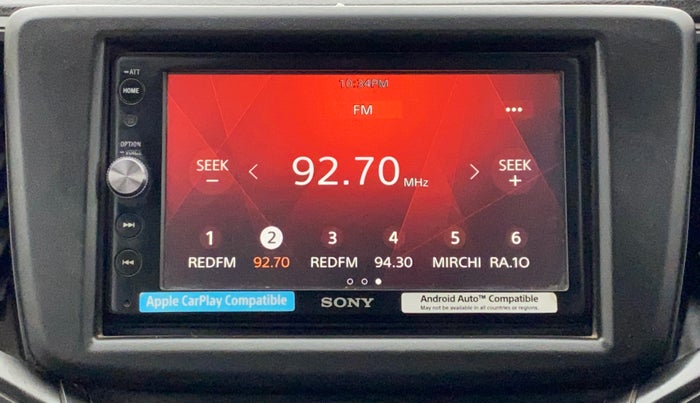 ATT
HOME
10:34PM
FM
•••
OPTION
VOICE
SEEK
−
< 92.70 MHz >
SEEK
+
1 2 3 4 5 6
REDFM 92.70 REDFM 94.30 MIRCHI RA.1O
Apple CarPlay Compatible
SONY
Android Auto™ Compatible
May not be available in all countries or regions.